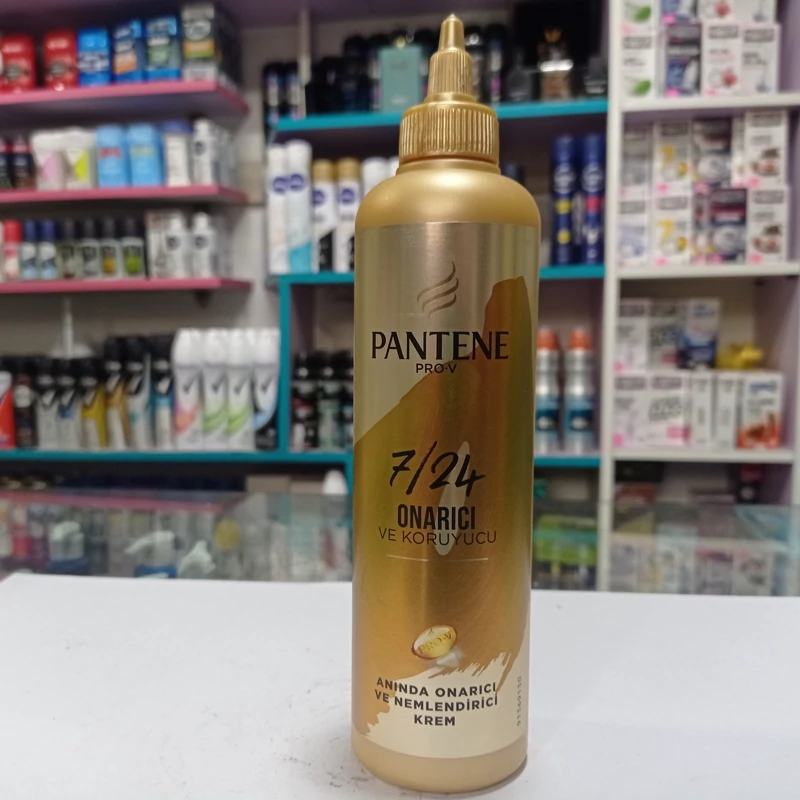 PANTENE
PRO-V
7/24
ONARICI
VE KORUYUCU
PRO-V
ANINDA ONARICI
VE NEMLENDİRİCİ
KREM